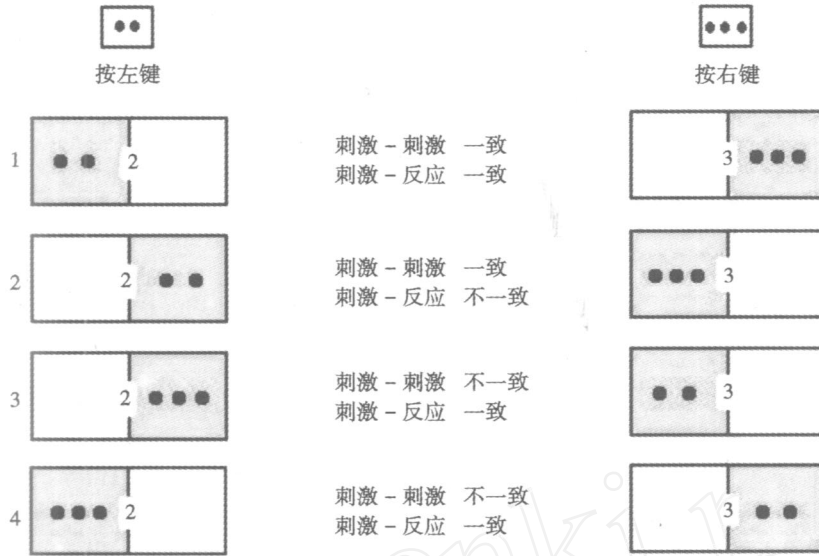 按左键 按右键
1 2 刺激-刺激 一致 3
刺激-反应 一致
2 2 刺激-刺激 一致 3
刺激-反应 不一致
3 2 刺激-刺激 不一致 3
刺激-反应 一致
4 2 刺激-刺激 不一致 3
刺激-反应 一致